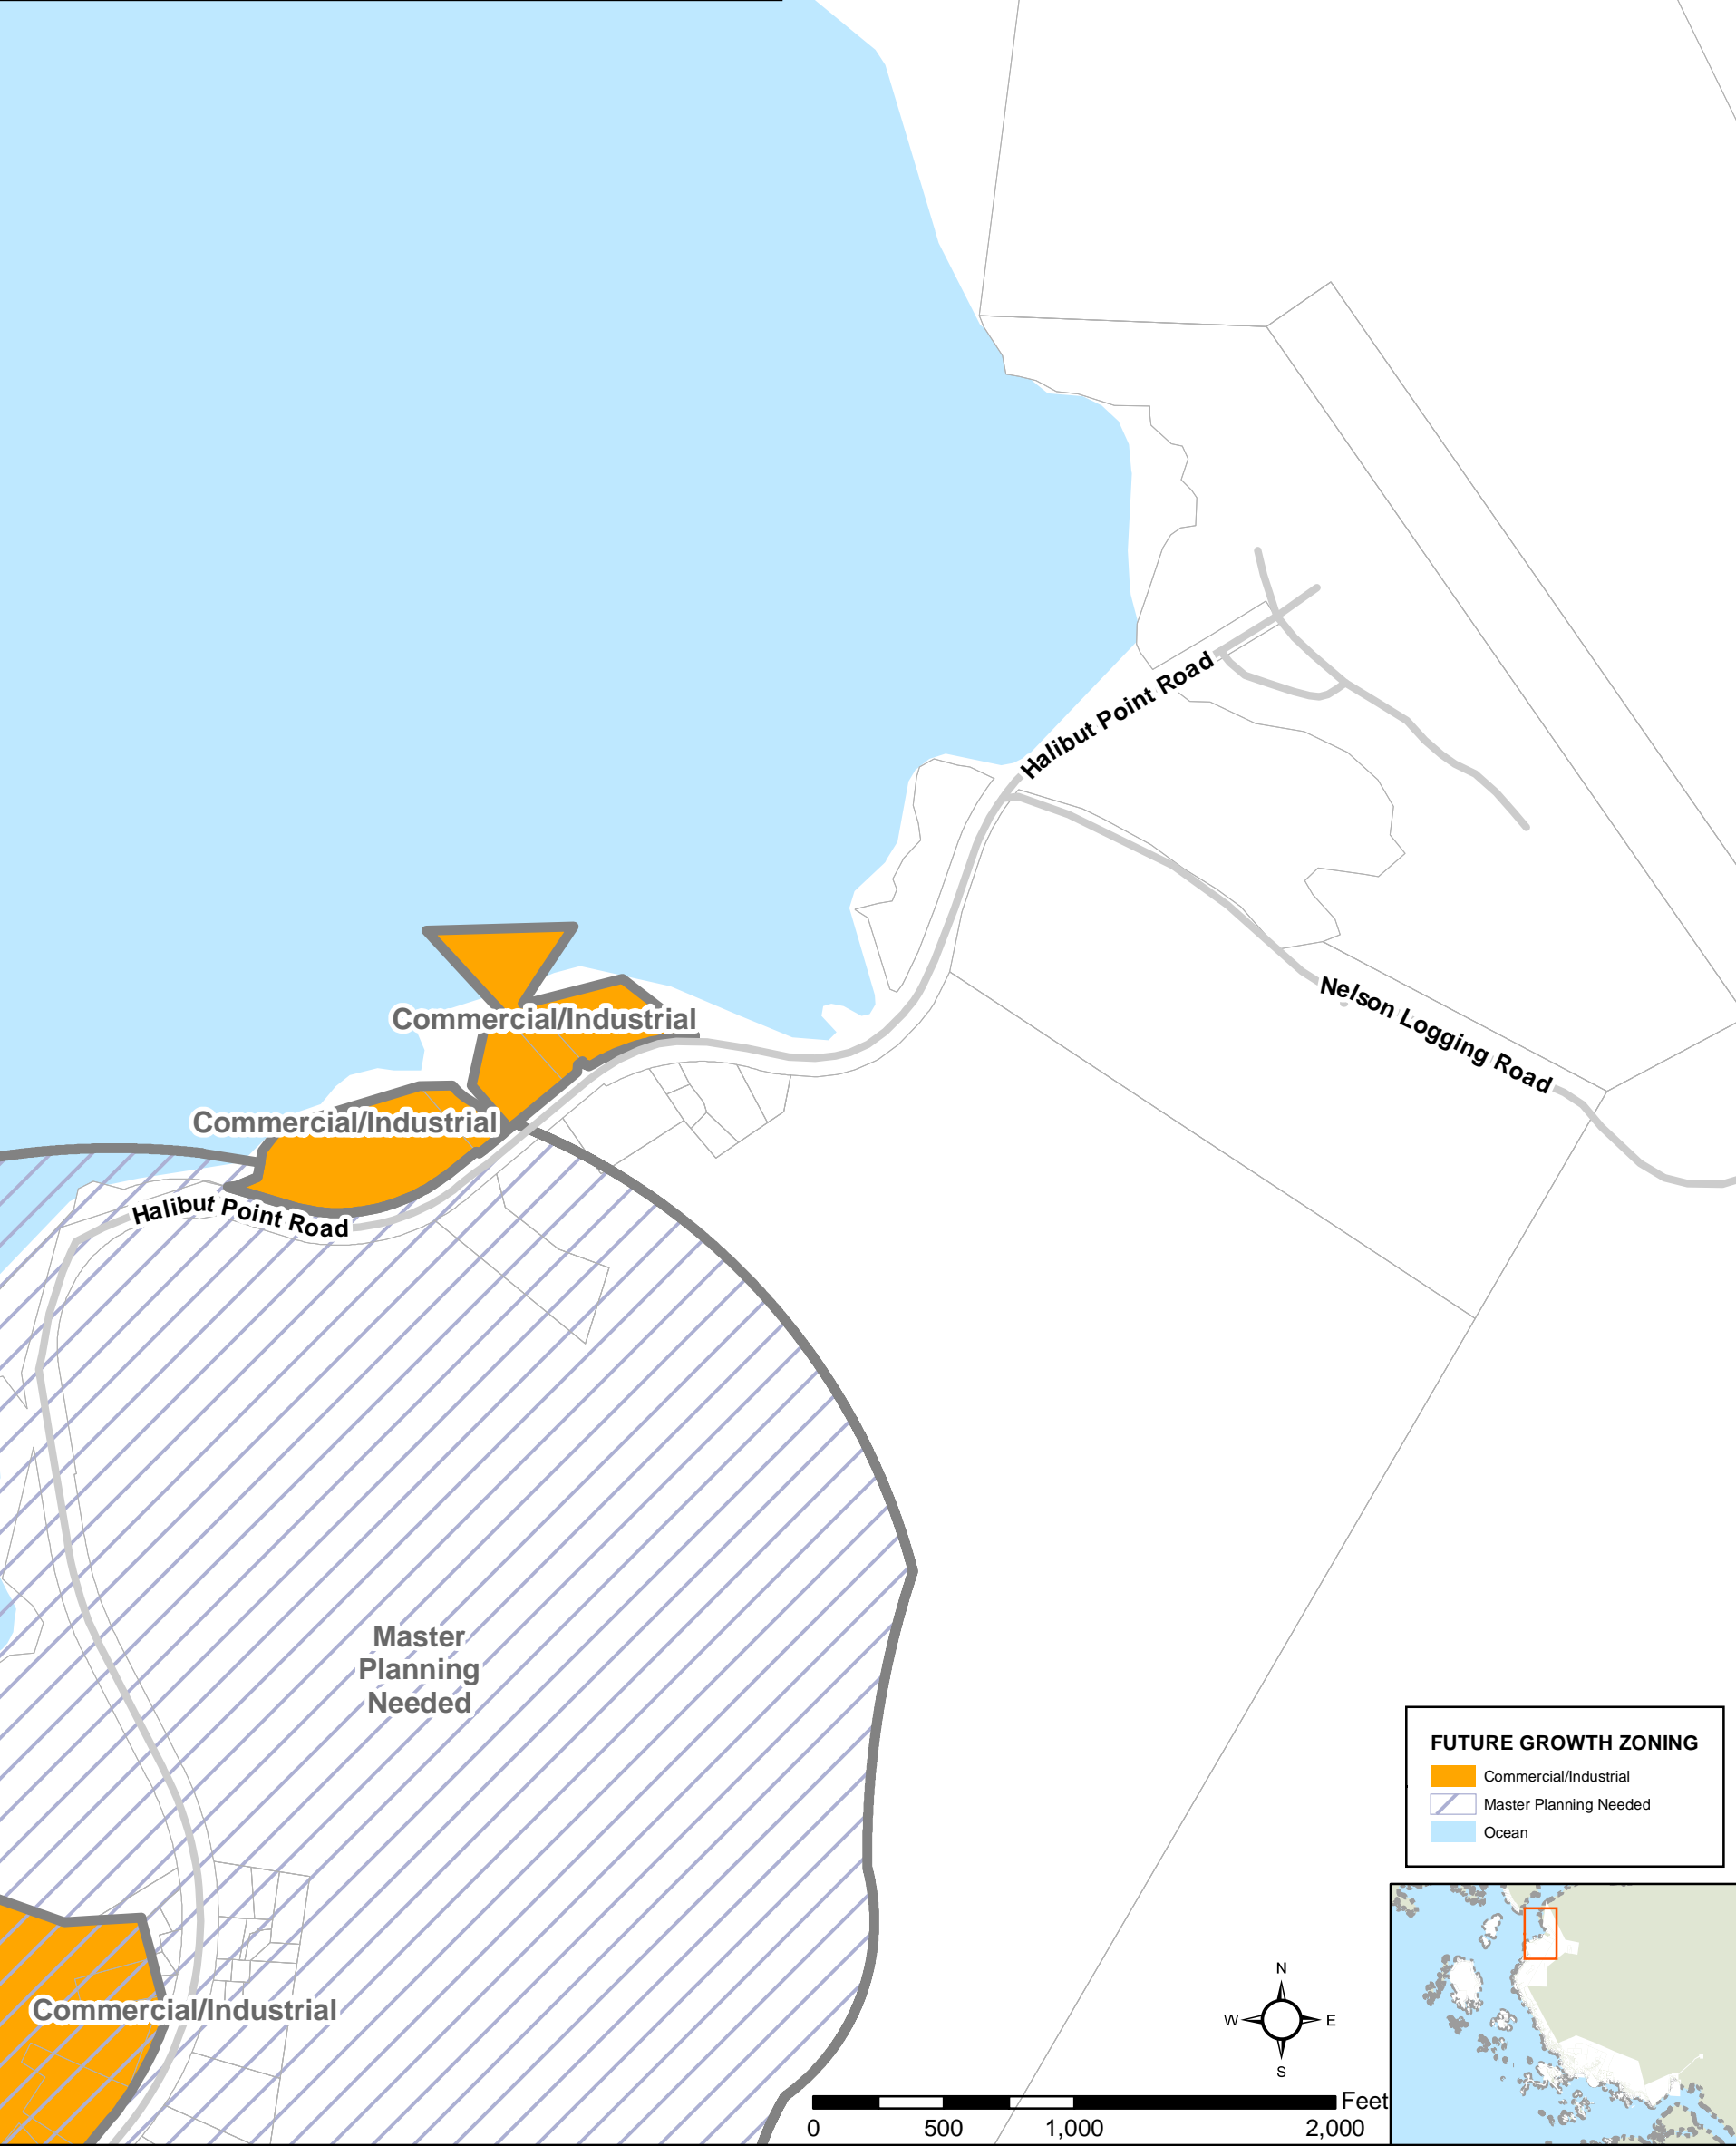 Halibut Point Road
Nelson Logging Road
Commercial/Industrial
Commercial/Industrial
Halibut Point Road
Master
Planning
Needed
Commercial/Industrial
FUTURE GROWTH ZONING
Commercial/Industrial
Master Planning Needed
Ocean
N
W E
S
Feet
0 500 1,000 2,000